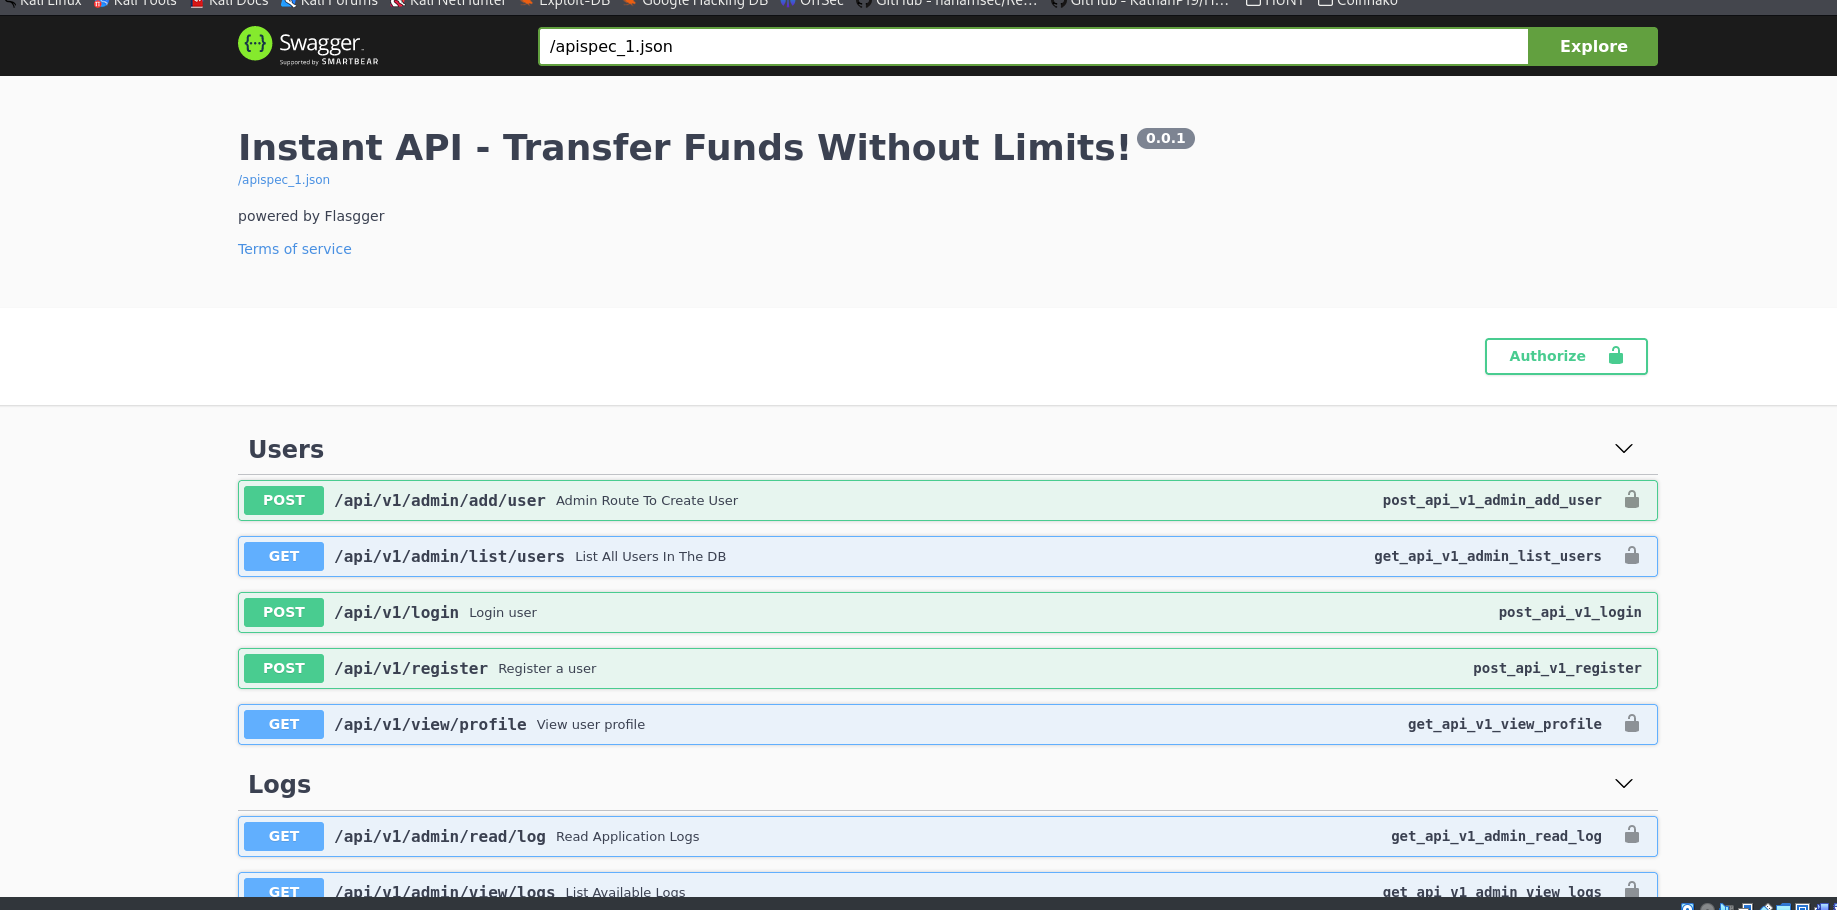 Kali Linux Kali Tools Kali Docs Kali Forums Kali NetHunter Exploit-DB Google Hacking DB OffSec GitHub - nahamsec/Re... HUNT Coinhako
Swagger.
Supported by SMARTBEAR
/apispec_1.json
Explore
Instant API - Transfer Funds Without Limits! 0.0.1
/apispec_1.json
powered by Flasgger
Terms of service
Authorize
Users
POST /api/v1/admin/add/user Admin Route To Create User post_api_v1_admin_add_user
GET /api/v1/admin/list/users List All Users In The DB get_api_v1_admin_list_users
POST /api/v1/login Login user post_api_v1_login
POST /api/v1/register Register a user post_api_v1_register
GET /api/v1/view/profile View user profile get_api_v1_view_profile
Logs
GET /api/v1/admin/read/log Read Application Logs get_api_v1_admin_read_log
GET /api/v1/admin/view/logs List Available Logs get_api_v1_admin_view_logs